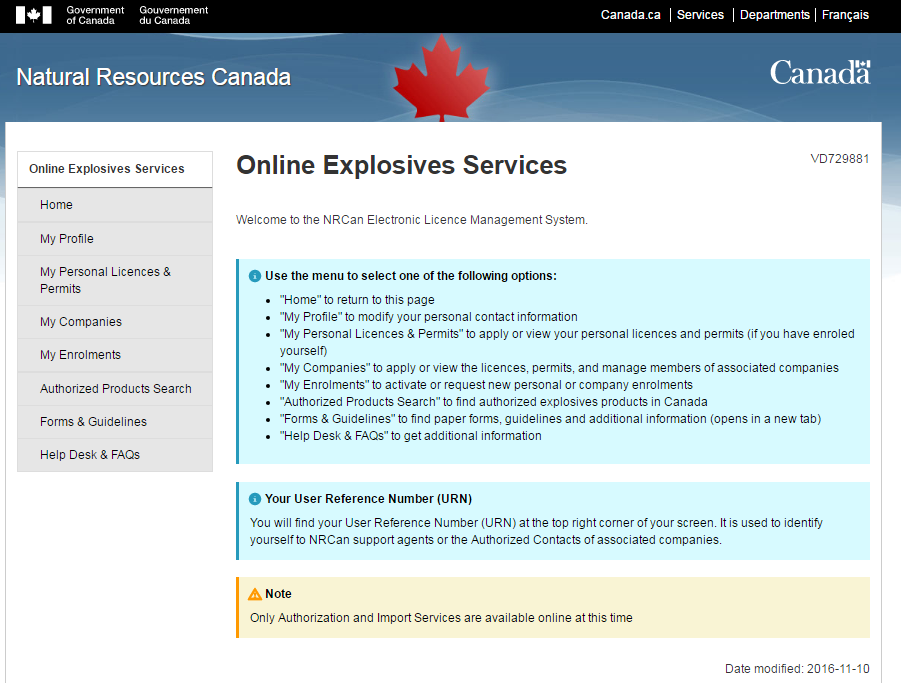 Government of Canada
Gouvernement du Canada
Canada.ca | Services | Departments | Français
Natural Resources Canada
Canada
Online Explosives Services
Home
My Profile
My Personal Licences &
Permits
My Companies
My Enrolments
Authorized Products Search
Forms & Guidelines
Help Desk & FAQs
Online Explosives Services
VD729881
Welcome to the NRCan Electronic Licence Management System.
Use the menu to select one of the following options:
"Home" to return to this page
"My Profile" to modify your personal contact information
"My Personal Licences & Permits" to apply or view your personal licences and permits (if you have enroled
yourself)
"My Companies" to apply or view the licences, permits, and manage members of associated companies
"My Enrolments" to activate or request new personal or company enrolments
"Authorized Products Search" to find authorized explosives products in Canada
"Forms & Guidelines" to find paper forms, guidelines and additional information (opens in a new tab)
"Help Desk & FAQs" to get additional information
Your User Reference Number (URN)
You will find your User Reference Number (URN) at the top right corner of your screen. It is used to identify
yourself to NRCan support agents or the Authorized Contacts of associated companies.
Note
Only Authorization and Import Services are available online at this time
Date modified: 2016-11-10